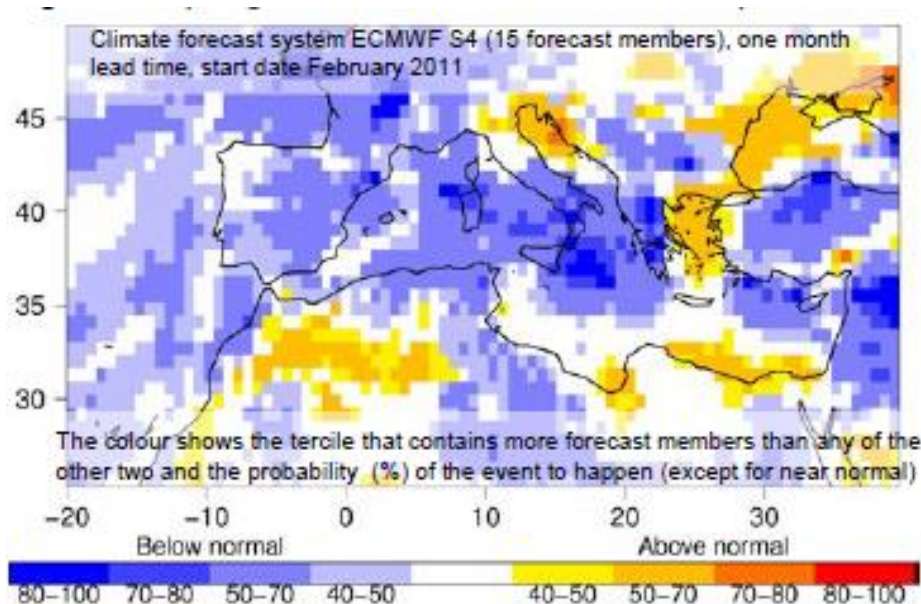 Climate forecast system ECMWF S4 (15 forecast members), one month
lead time, start date February 2011
45
40
35
30
The colour shows the tercile that contains more forecast members than any of the
other two and the probability (%) of the event to happen (except for near normal)
-20 -10 0 10 20 30
Below normal Above normal
80-100 70-80 50-70 40-50 40-50 50-70 70-80 80-100